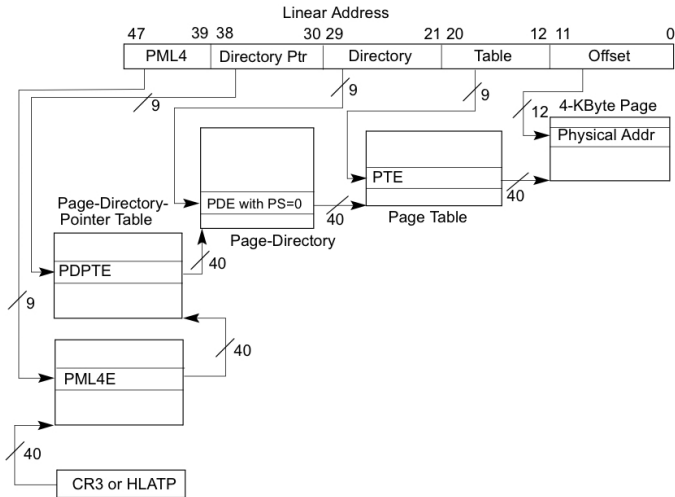 Linear Address
47 39 38 30 29 21 20 12 11 0
PML4 Directory Ptr Directory Table Offset
9 9 9
12 4-KByte Page
Physical Addr
PTE
40
Page Table
PDE with PS=0
40
Page-Directory
Page-Directory-
Pointer Table
PDPTE
40
9
40
PML4E
40
CR3 or HLATP